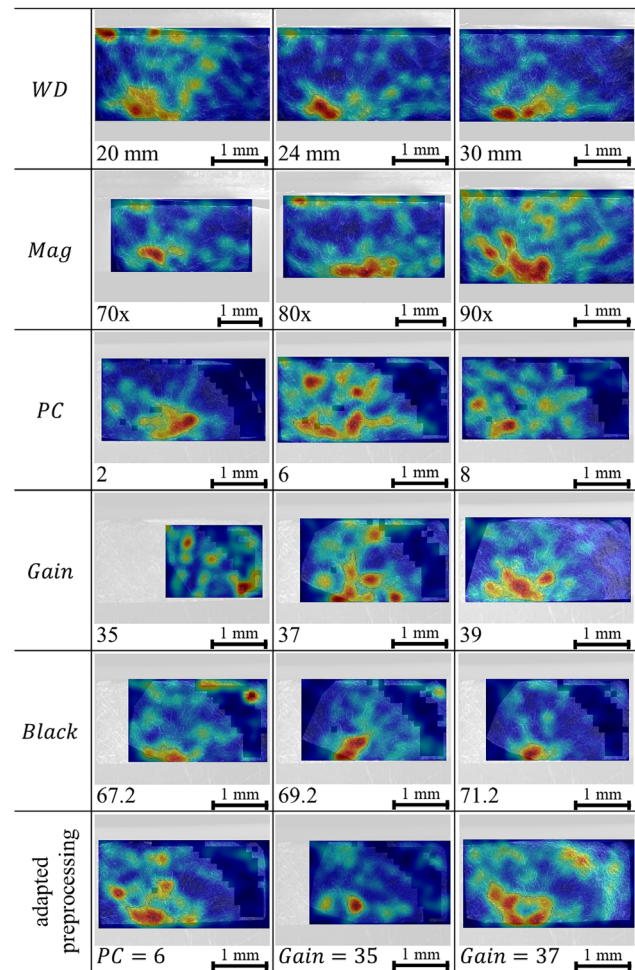 WD
20 mm 1 mm 24 mm 1 mm 30 mm 1 mm
Mag
70x 1 mm 80x 1 mm 90x 1 mm
PC
2 1 mm 6 1 mm 8 1 mm
Gain
35 1 mm 37 1 mm 39 1 mm
Black
67.2 1 mm 69.2 1 mm 71.2 1 mm
adapted
preprocessing
PC = 6 1 mm Gain = 35 1 mm Gain = 37 1 mm